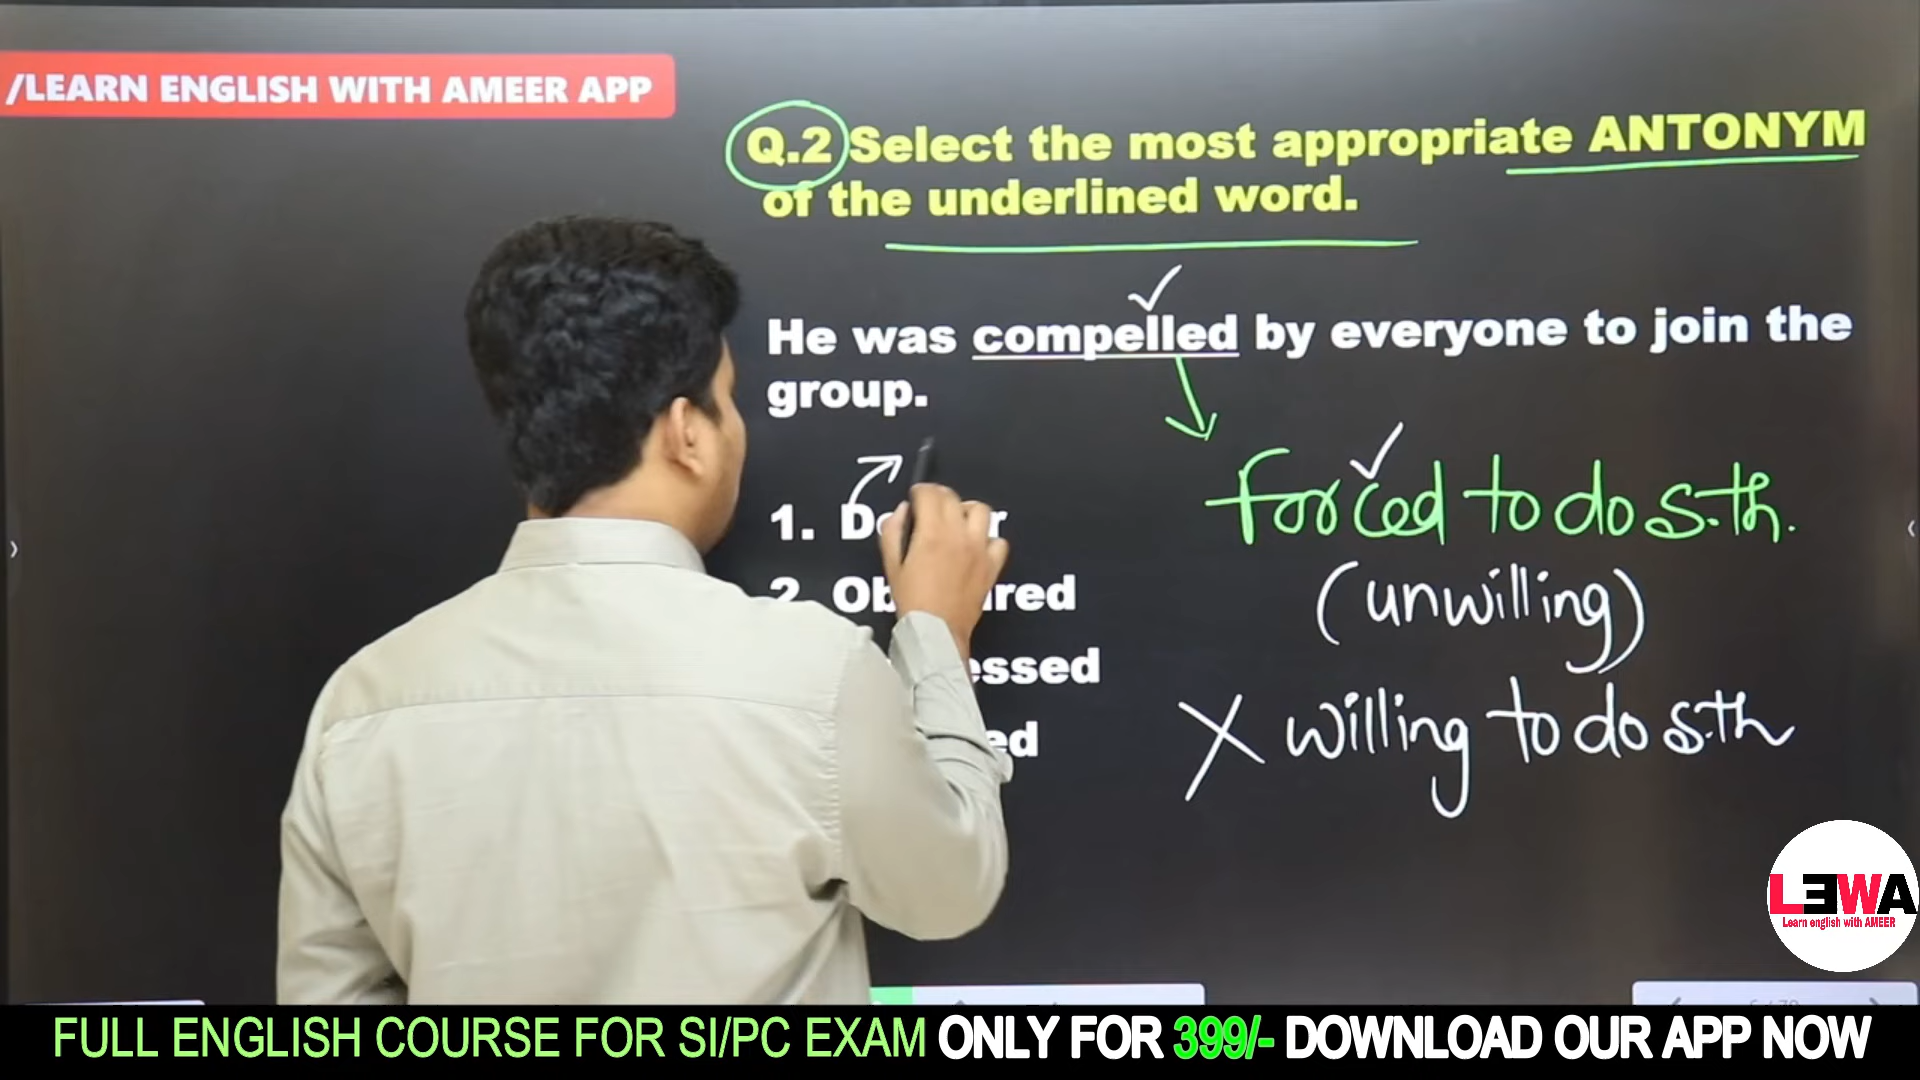 /LEARN ENGLISH WITH AMEER APP
Q.2 Select the most appropriate ANTONYM
of the underlined word.
He was compelled by everyone to join the
group.
1.
2.
forced to do s.th.
(unwilling)
X willing to do s.th
LEWA
Learn english with AMEER
FULL ENGLISH COURSE FOR SI/PC EXAM ONLY FOR 399/- DOWNLOAD OUR APP NOW